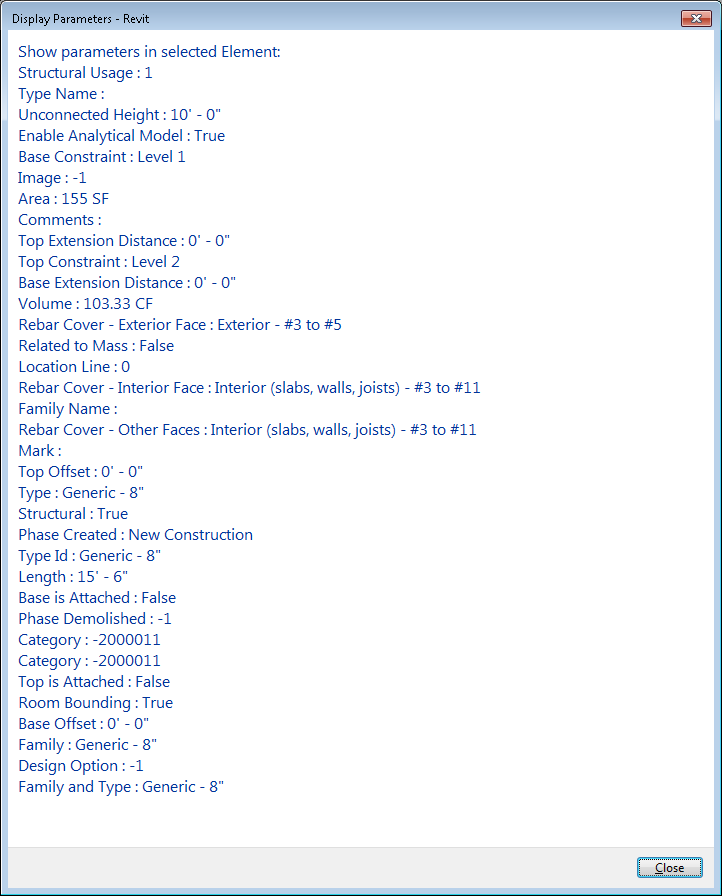 Display Parameters - Revit
Show parameters in selected Element:
Structural Usage : 1
Type Name :
Unconnected Height : 10' - 0"
Enable Analytical Model : True
Base Constraint : Level 1
Image : -1
Area : 155 SF
Comments :
Top Extension Distance : 0' - 0"
Top Constraint : Level 2
Base Extension Distance : 0' - 0"
Volume : 103.33 CF
Rebar Cover - Exterior Face : Exterior - #3 to #5
Related to Mass : False
Location Line : 0
Rebar Cover - Interior Face : Interior (slabs, walls, joists) - #3 to #11
Family Name :
Rebar Cover - Other Faces : Interior (slabs, walls, joists) - #3 to #11
Mark :
Top Offset : 0' - 0"
Type : Generic - 8"
Structural : True
Phase Created : New Construction
Type Id : Generic - 8"
Length : 15' - 6"
Base is Attached : False
Phase Demolished : -1
Category : -2000011
Category : -2000011
Top is Attached : False
Room Bounding : True
Base Offset : 0' - 0"
Family : Generic - 8"
Design Option : -1
Family and Type : Generic - 8"
Close